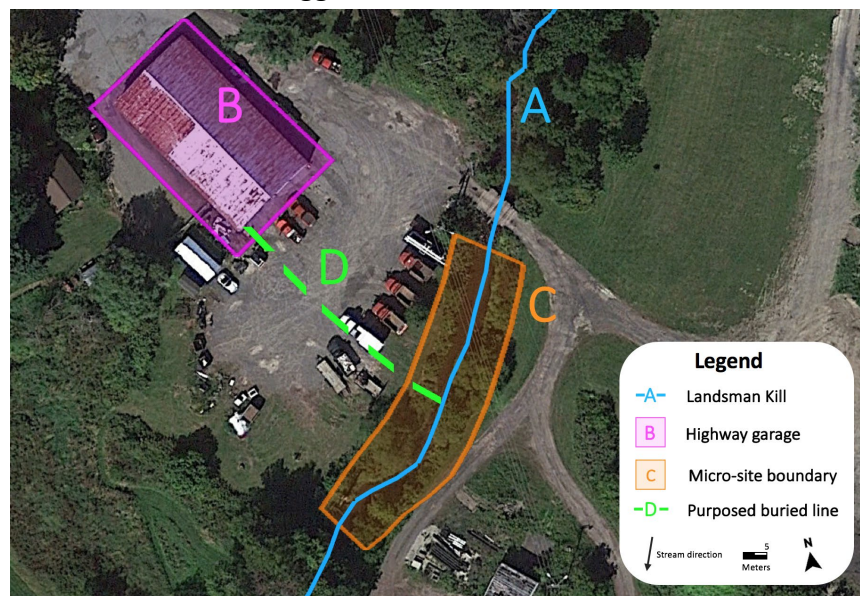 B
A
D
C
Legend
-A- Landsman Kill
B Highway garage
C Micro-site boundary
-D- Purposed buried line
Stream direction
5
Meters
N